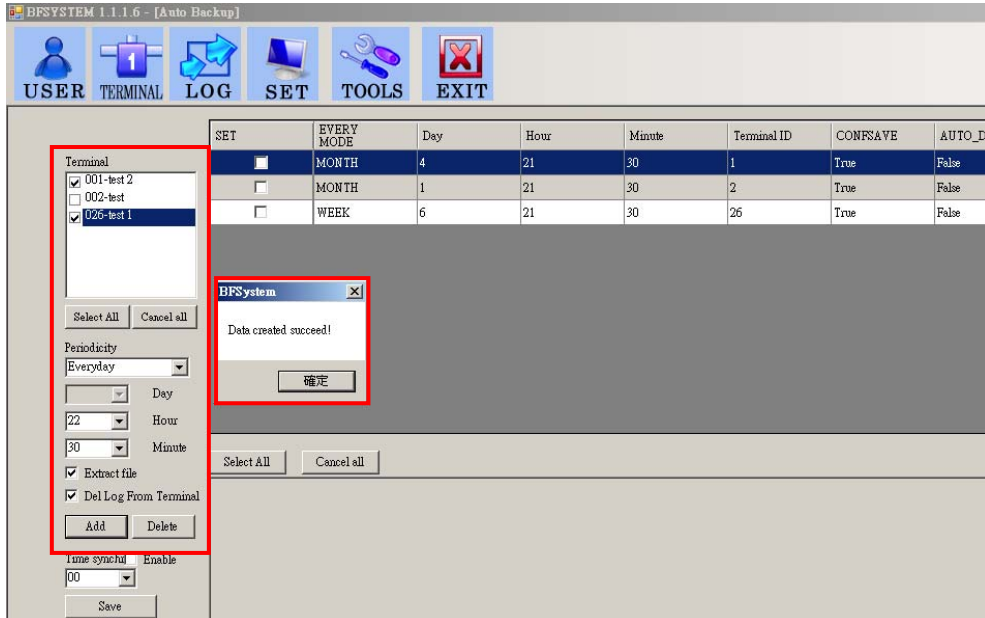 BFSYSTEM 1.1.1.6 - [Auto Backup]
USER TERMINAL LOG SET TOOLS EXIT
1
SET EVERY MODE Day Hour Minute Terminal ID CONFSAVE AUTO_D
MONTH 4 21 30 1 True False
MONTH 1 21 30 2 True False
WEEK 6 21 30 26 True False
Terminal
001-test 2
002-test
026-test 1
Select All Cancel all
Periodicity
Everyday
Day
22 Hour
30 Minute
Extract file
Del Log From Terminal
Add Delete
Time synchr Enable
00
Save
BFSystem
Data created succeed!
確定
Select All Cancel all